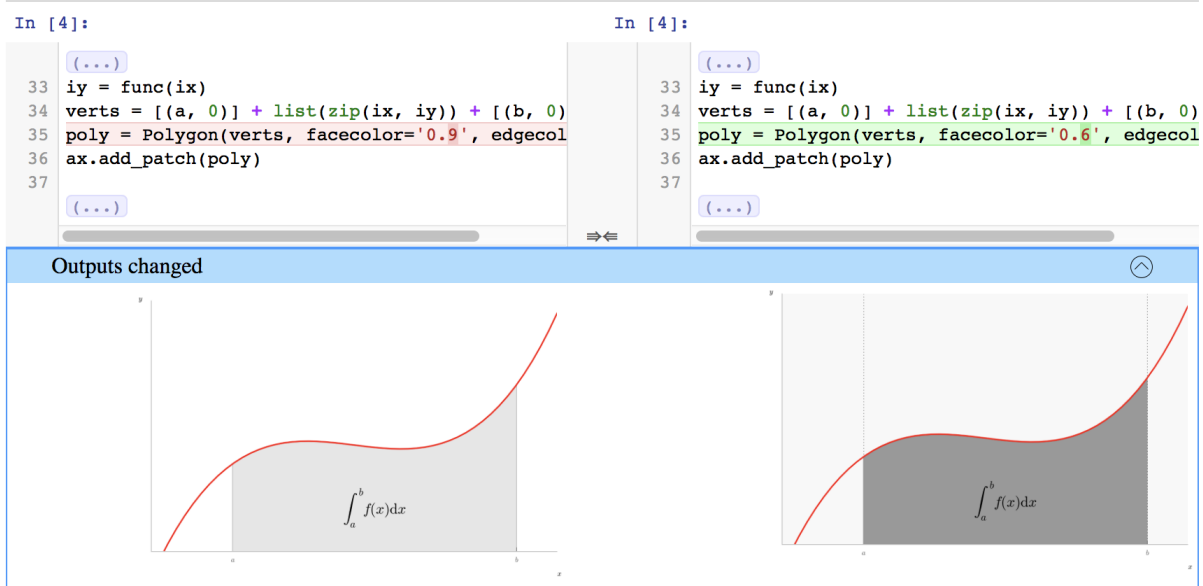 In [4]:
(...)
33 iy = func(ix)
34 verts = [(a, 0)] + list(zip(ix, iy)) + [(b, 0)
35 poly = Polygon(verts, facecolor='0.9', edgecol
36 ax.add_patch(poly)
37
(...)
In [4]:
(...)
33 iy = func(ix)
34 verts = [(a, 0)] + list(zip(ix, iy)) + [(b, 0)
35 poly = Polygon(verts, facecolor='0.6', edgecol
36 ax.add_patch(poly)
37
(...)
Outputs changed
y
∫_a^b f(x)dx
a b
x
y
∫_a^b f(x)dx
a b
x